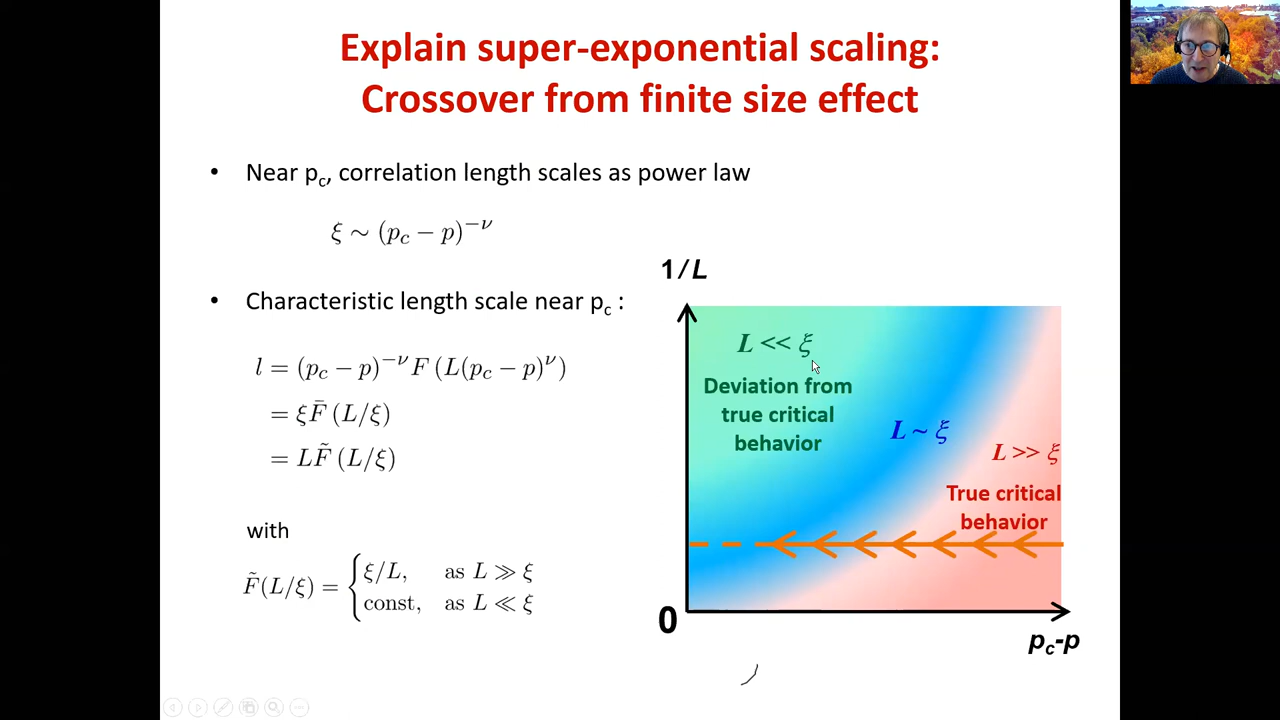 Explain super-exponential scaling:
Crossover from finite size effect
• Near p_c, correlation length scales as power law
ξ ∼ (p_c − p)^{−ν}
• Characteristic length scale near p_c :
l = (p_c − p)^{−ν} F (L(p_c − p)^ν)
= ξF̄ (L/ξ)
= LF̃ (L/ξ)
with
F̃(L/ξ) = { ξ/L, as L ≫ ξ
const, as L ≪ ξ
1/L
L << ξ
Deviation from
true critical
behavior
L ~ ξ
L >> ξ
True critical
behavior
0
p_c-p